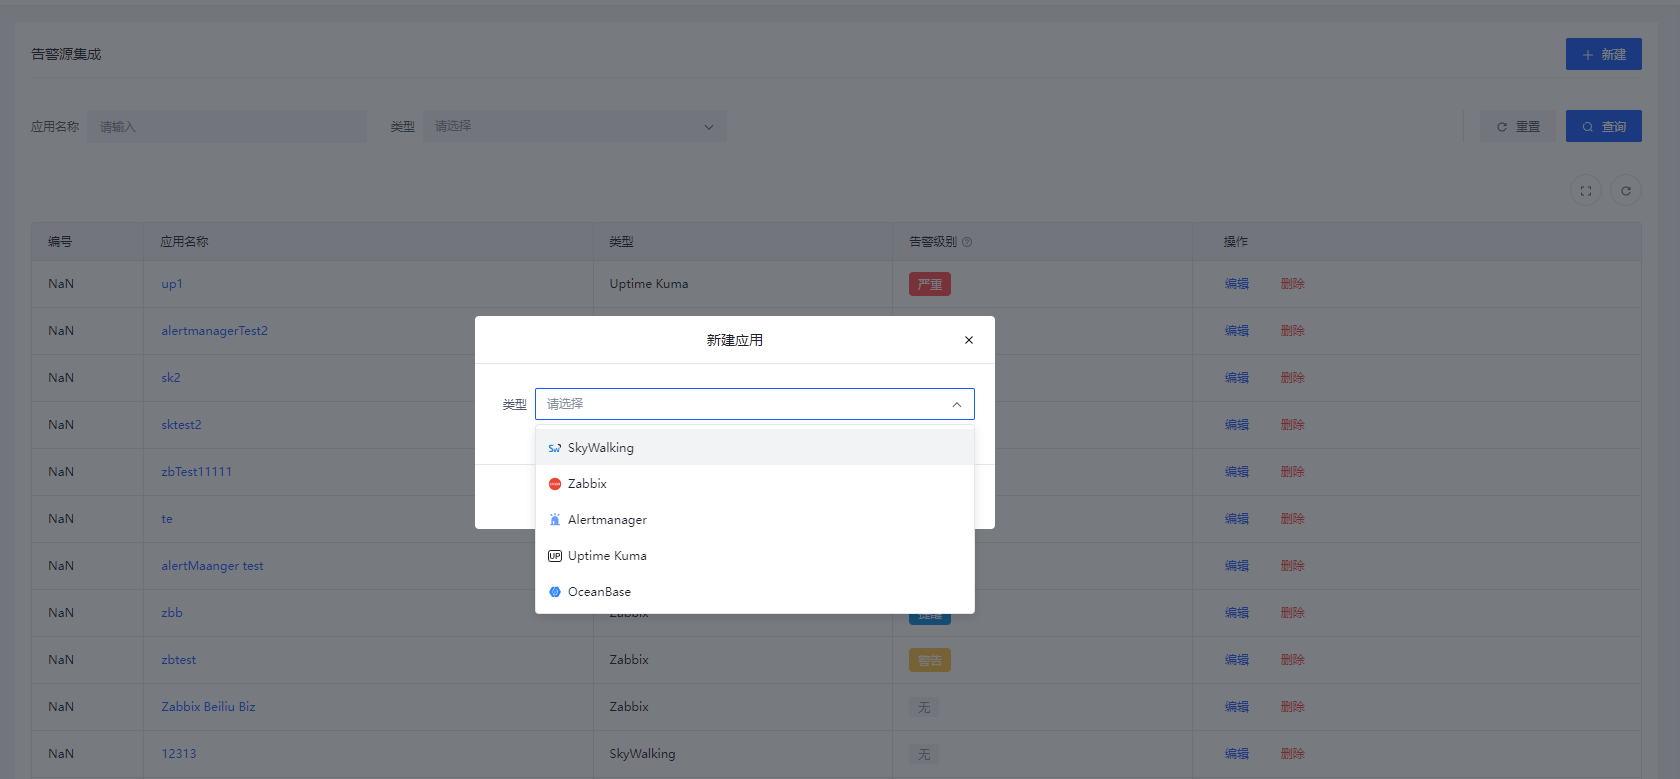 告警源集成
新建
应用名称 请输入 类型 请选择 重置 查询
编号 应用名称 类型 告警级别 操作
NaN up1 Uptime Kuma 严重 编辑 删除
NaN alertmanagerTest2 编辑 删除
新建应用
NaN sk2 编辑 删除
类型 请选择
NaN sktest2 编辑 删除
SkyWalking
NaN zbTest11111 编辑 删除
Zabbix
NaN te 编辑 删除
Alertmanager
Uptime Kuma
NaN alertMaanger test 编辑 删除
OceanBase
NaN zbb Zabbix 提醒 编辑 删除
NaN zbtest Zabbix 警告 编辑 删除
NaN Zabbix Beiliu Biz Zabbix 无 编辑 删除
NaN 12313 SkyWalking 无 编辑 删除